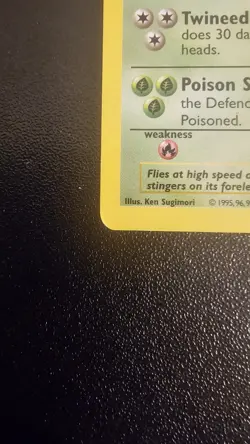 Twineed
does 30 da
heads.
Poison S
the Defend
Poisoned.
weakness
Flies at high speed a
stingers on its forele
Illus. Ken Sugimori © 1995, 96, 9